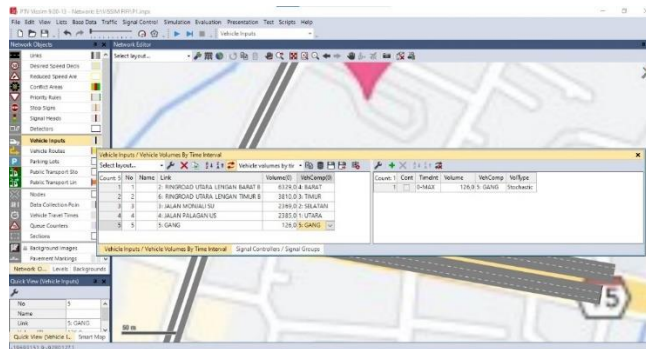 PTV Vissim 9.00-10 - Network:
File Edit View Lists Base Data Traffic Signal Control Simulation Evaluation Presentation Test Scripts Help
Vehicle Inputs
Network Objects
Network Editor
Select layout...
Links
Desired Speed Decis
Reduced Speed Are
Conflict Areas
Priority Rules
Stop Signs
Signal Heads
Detectors
Vehicle Inputs
Vehicle Routes
Parking Lots
Public Transport Sto
Public Transport Lin
Nodes
Data Collection Poin
Vehicle Travel Times
Queue Counters
Sections
Background Images
Pavement Markings
Network O... Levels Backgrounds
Vehicle Inputs / Vehicle Volumes By Time Interval
Select layout... Vehicle volumes by tir
Count: 5 No Name Link Volume(0) VehComp(0)
1 1 2: RINGROAD UTARA LENGAN BARAT B 6329,0 4: BARAT
2 2 6: RINGROAD UTARA LENGAN TIMUR B 3810,0 3: TIMUR
3 3 3: JALAN MONJALI SU 2369,0 2: SELATAN
4 4 4: JALAN PALAGAN US 2385,0 1: UTARA
5 5 5: GANG 126,0 5: GANG
Count: 1 Cont TimeInt Volume VehComp VolType
1 0-MAX 126,0 5: GANG Stochastic
Vehicle Inputs / Vehicle Volumes By Time Interval Signal Controllers / Signal Groups
Quick View (Vehicle Inputs)
No 5
Name
Link 5: GANG
Quick View (Vehicle I... Smart Map
50 m
5